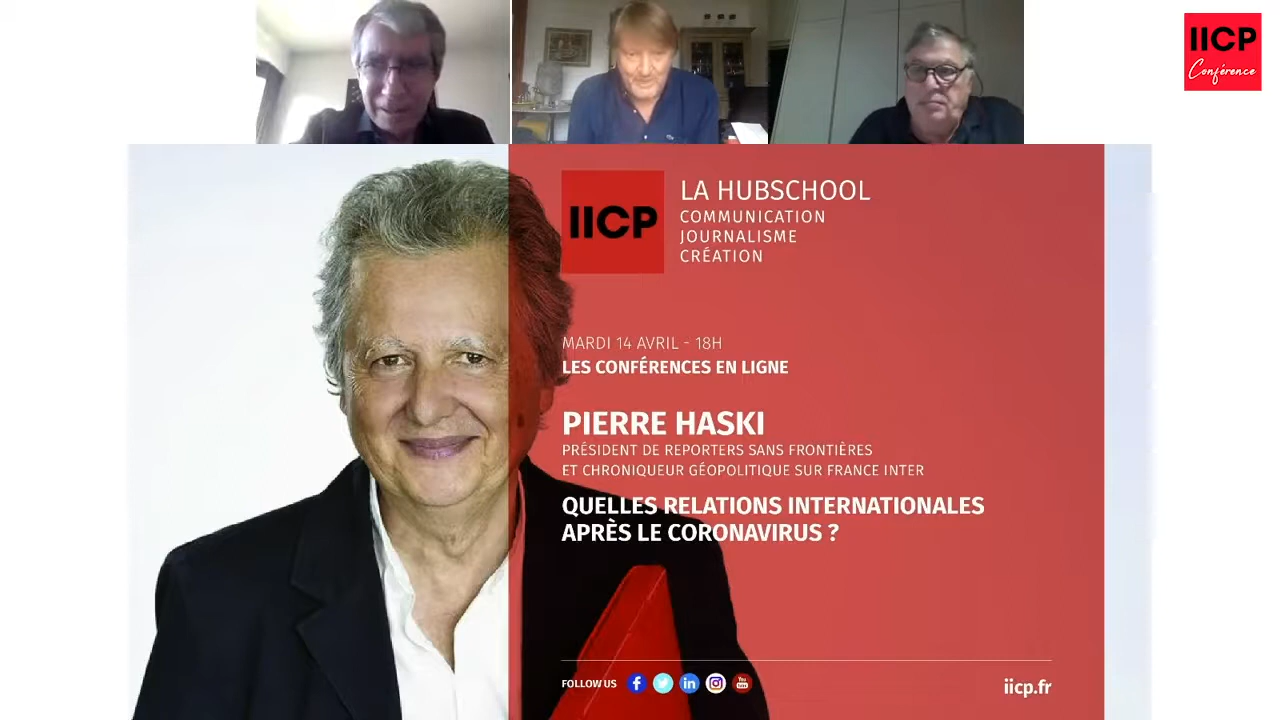 IICP
Conférence
IICP
LA HUBSCHOOL
COMMUNICATION
JOURNALISME
CRÉATION
MARDI 14 AVRIL - 18H
LES CONFÉRENCES EN LIGNE
PIERRE HASKI
PRÉSIDENT DE REPORTERS SANS FRONTIÈRES
ET CHRONIQUEUR GÉOPOLITIQUE SUR FRANCE INTER
QUELLES RELATIONS INTERNATIONALES
APRÈS LE CORONAVIRUS ?
FOLLOW US
iicp.fr